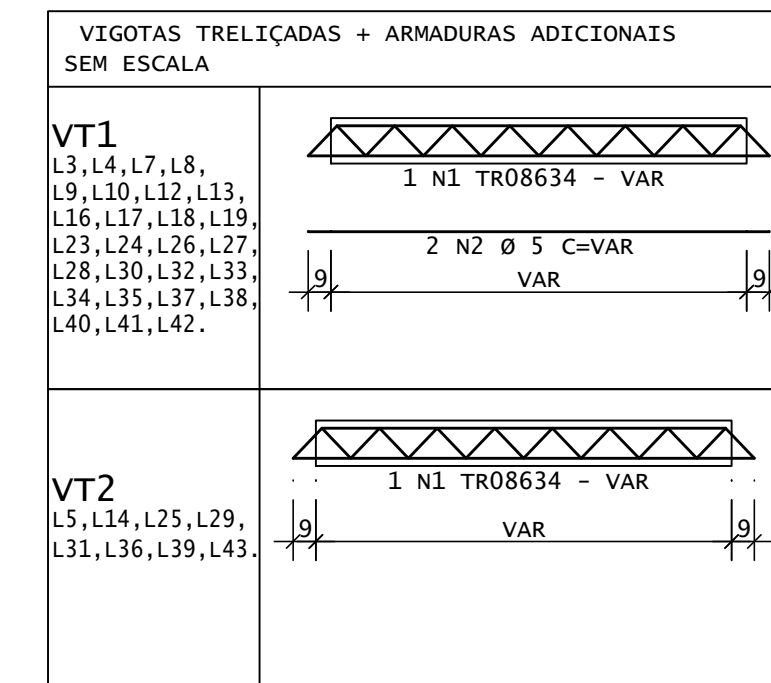 VIGOTAS TRELIÇADAS + ARMADURAS ADICIONAIS
SEM ESCALA
VT1
L3,L4,L7,L8,
L9,L10,L12,L13,
L16,L17,L18,L19,
L23,L24,L26,L27,
L28,L30,L32,L33,
L34,L35,L37,L38,
L40,L41,L42.
1 N1 TR08634 - VAR
2 N2 Ø 5 C=VAR
9 VAR 9
VT2
L5,L14,L25,L29,
L31,L36,L39,L43.
1 N1 TR08634 - VAR
9 VAR 9